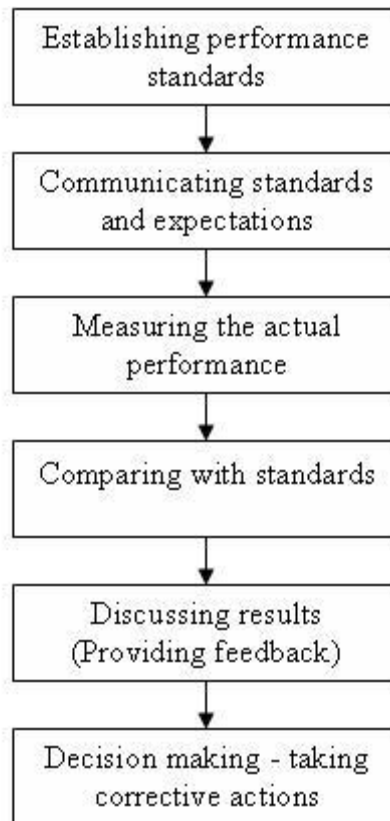 Establishing performance
standards
Communicating standards
and expectations
Measuring the actual
performance
Comparing with standards
Discussing results
(Providing feedback)
Decision making - taking
corrective actions